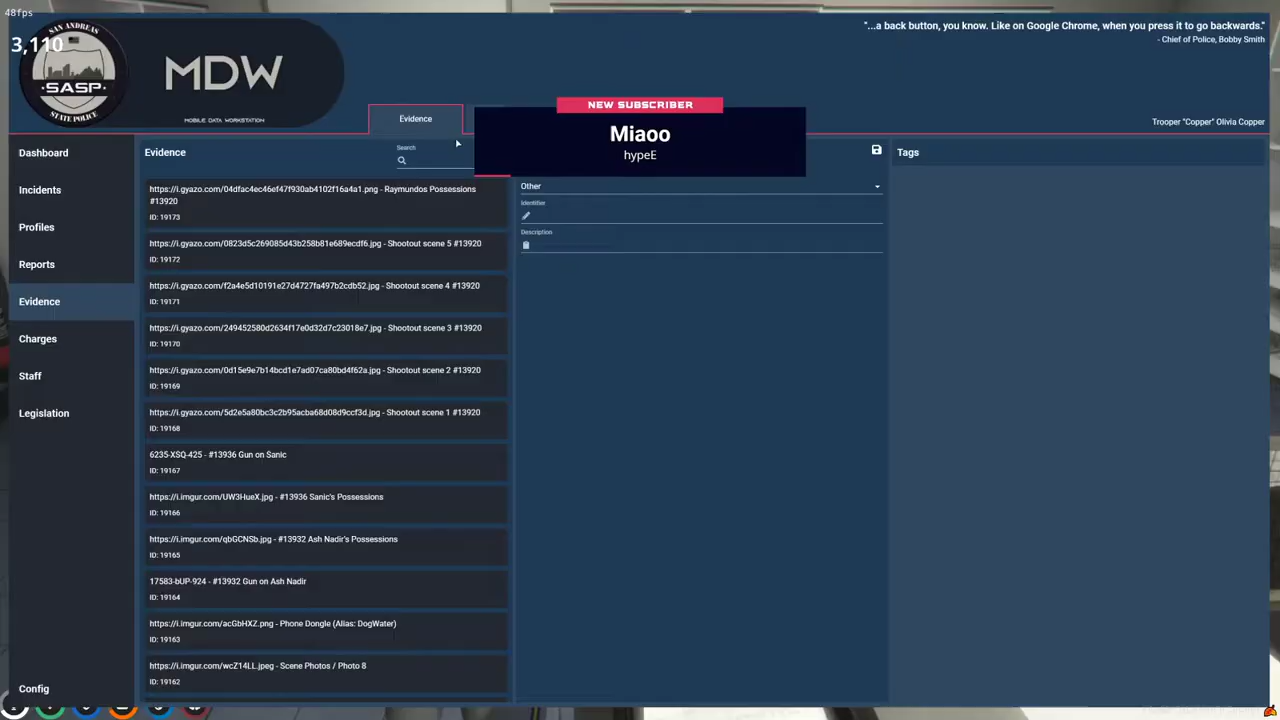 48fps
3,110
SAN ANDREAS
SASP
STATE POLICE
MDW
MOBILE DATA WORKSTATION
"...a back button, you know. Like on Google Chrome, when you press it to go backwards."
- Chief of Police, Bobby Smith
NEW SUBSCRIBER
Miaoo
hypeE
Evidence
Trooper "Copper" Olivia Copper
Dashboard
Incidents
Profiles
Reports
Evidence
Charges
Staff
Legislation
Config
Evidence
Search
https://i.gyazo.com/04dfac4ec46ef47f930ab4102f16a4a1.png - Raymundos Possessions
#13920
ID: 19173
https://i.gyazo.com/0823d5c269085d43b258b81e689ecdf6.jpg - Shootout scene 5 #13920
ID: 19172
https://i.gyazo.com/f2a4e5d10191e27d4727fa497b2cdb52.jpg - Shootout scene 4 #13920
ID: 19171
https://i.gyazo.com/249452580d2634f17e0d32d7c23018e7.jpg - Shootout scene 3 #13920
ID: 19170
https://i.gyazo.com/0d15e9e7b14bcd1e7ad07ca80bd4f62a.jpg - Shootout scene 2 #13920
ID: 19169
https://i.gyazo.com/5d2e5a80bc3c2b95acba68d08d9ccf3d.jpg - Shootout scene 1 #13920
ID: 19168
6235-XSQ-425 - #13936 Gun on Sanic
ID: 19167
https://i.imgur.com/UW3HueX.jpg - #13936 Sanic's Possessions
ID: 19166
https://i.imgur.com/qbGCNSb.jpg - #13932 Ash Nadir's Possessions
ID: 19165
17583-bUP-924 - #13932 Gun on Ash Nadir
ID: 19164
https://i.imgur.com/acGbHXZ.png - Phone Dongle (Alias: DogWater)
ID: 19163
https://i.imgur.com/wcZ14LL.jpeg - Scene Photos / Photo 8
ID: 19162
Other
Identifier
Description
Tags